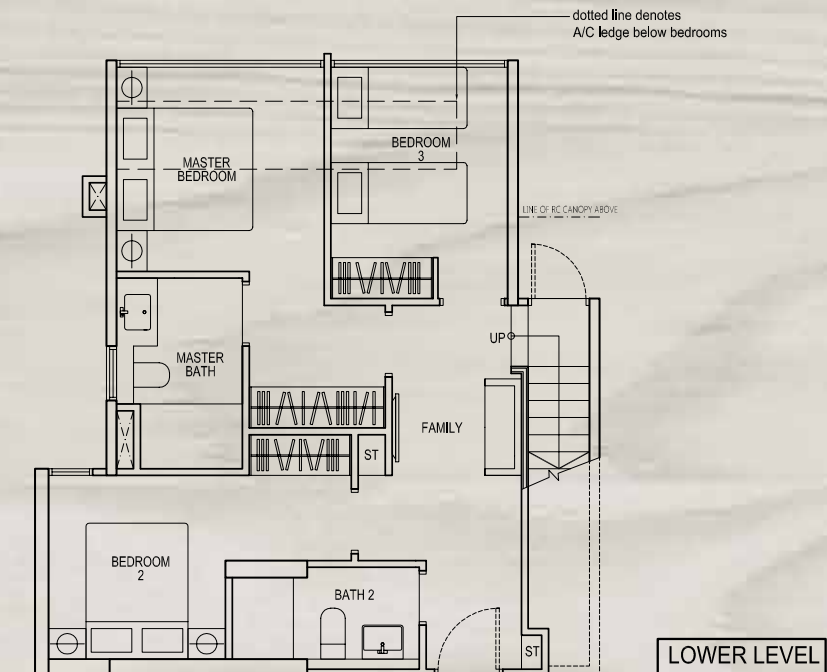 dotted line denotes
A/C ledge below bedrooms
MASTER
BEDROOM
BEDROOM
3
LINE OF RC CANOPY ABOVE
UP
MASTER
BATH
FAMILY
ST
BEDROOM
2
BATH 2
ST
LOWER LEVEL